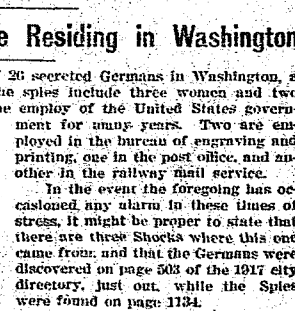 e Residing in Washington
26 secreted Germans in Washington, a
he spies include three women and two
he employ of the United States govern-
ment for many years. Two are em-
ployed in the bureau of engraving and
printing, one in the post office, and an-
other in the railway mail service.
In the event the foregoing has oc-
casioned any alarm in these times of
stress, it might be proper to state that
there are three Shocks where this one
came from, and that the Germans were
discovered on page 503 of the 1917 city
directory, just out, while the Spies
were found on page 1134.